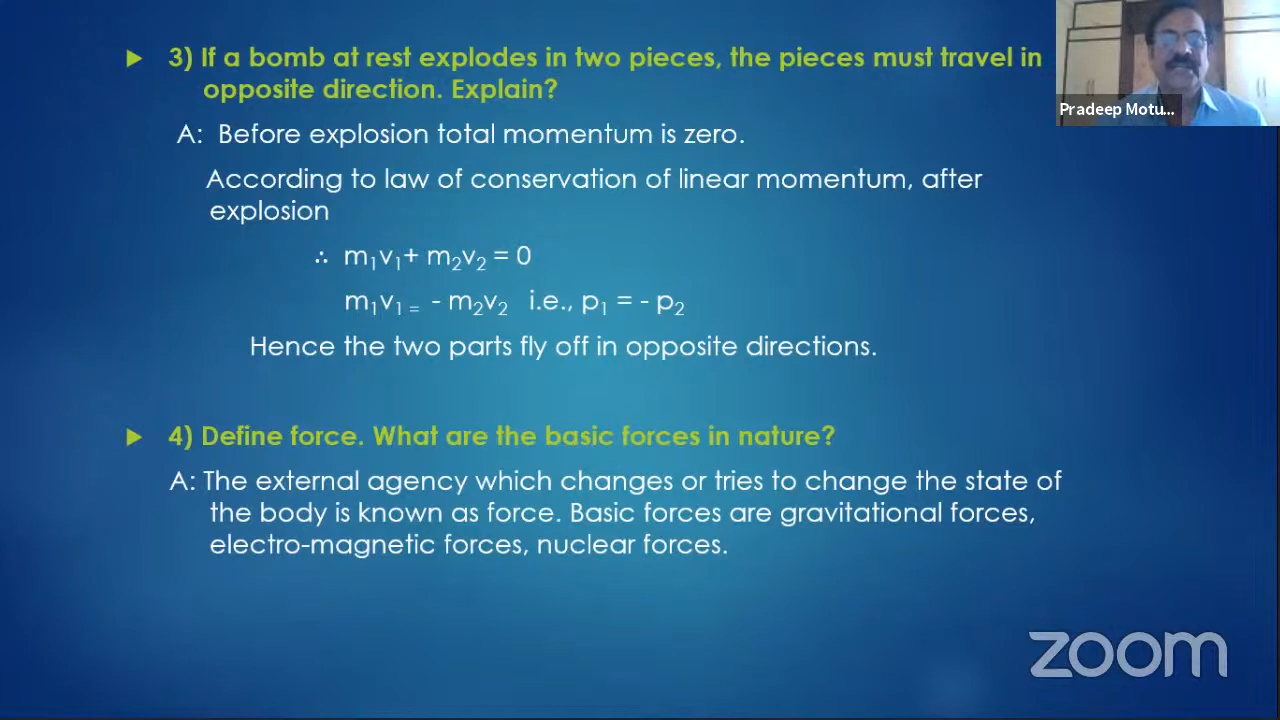 3) If a bomb at rest explodes in two pieces, the pieces must travel in
opposite direction. Explain?
Pradeep Motu...
A: Before explosion total momentum is zero.
According to law of conservation of linear momentum, after
explosion
∴ m₁v₁+ m₂v₂ = 0
m₁v₁ ₌ - m₂v₂ i.e., p₁ = - p₂
Hence the two parts fly off in opposite directions.
4) Define force. What are the basic forces in nature?
A: The external agency which changes or tries to change the state of
the body is known as force. Basic forces are gravitational forces,
electro-magnetic forces, nuclear forces.
zoom